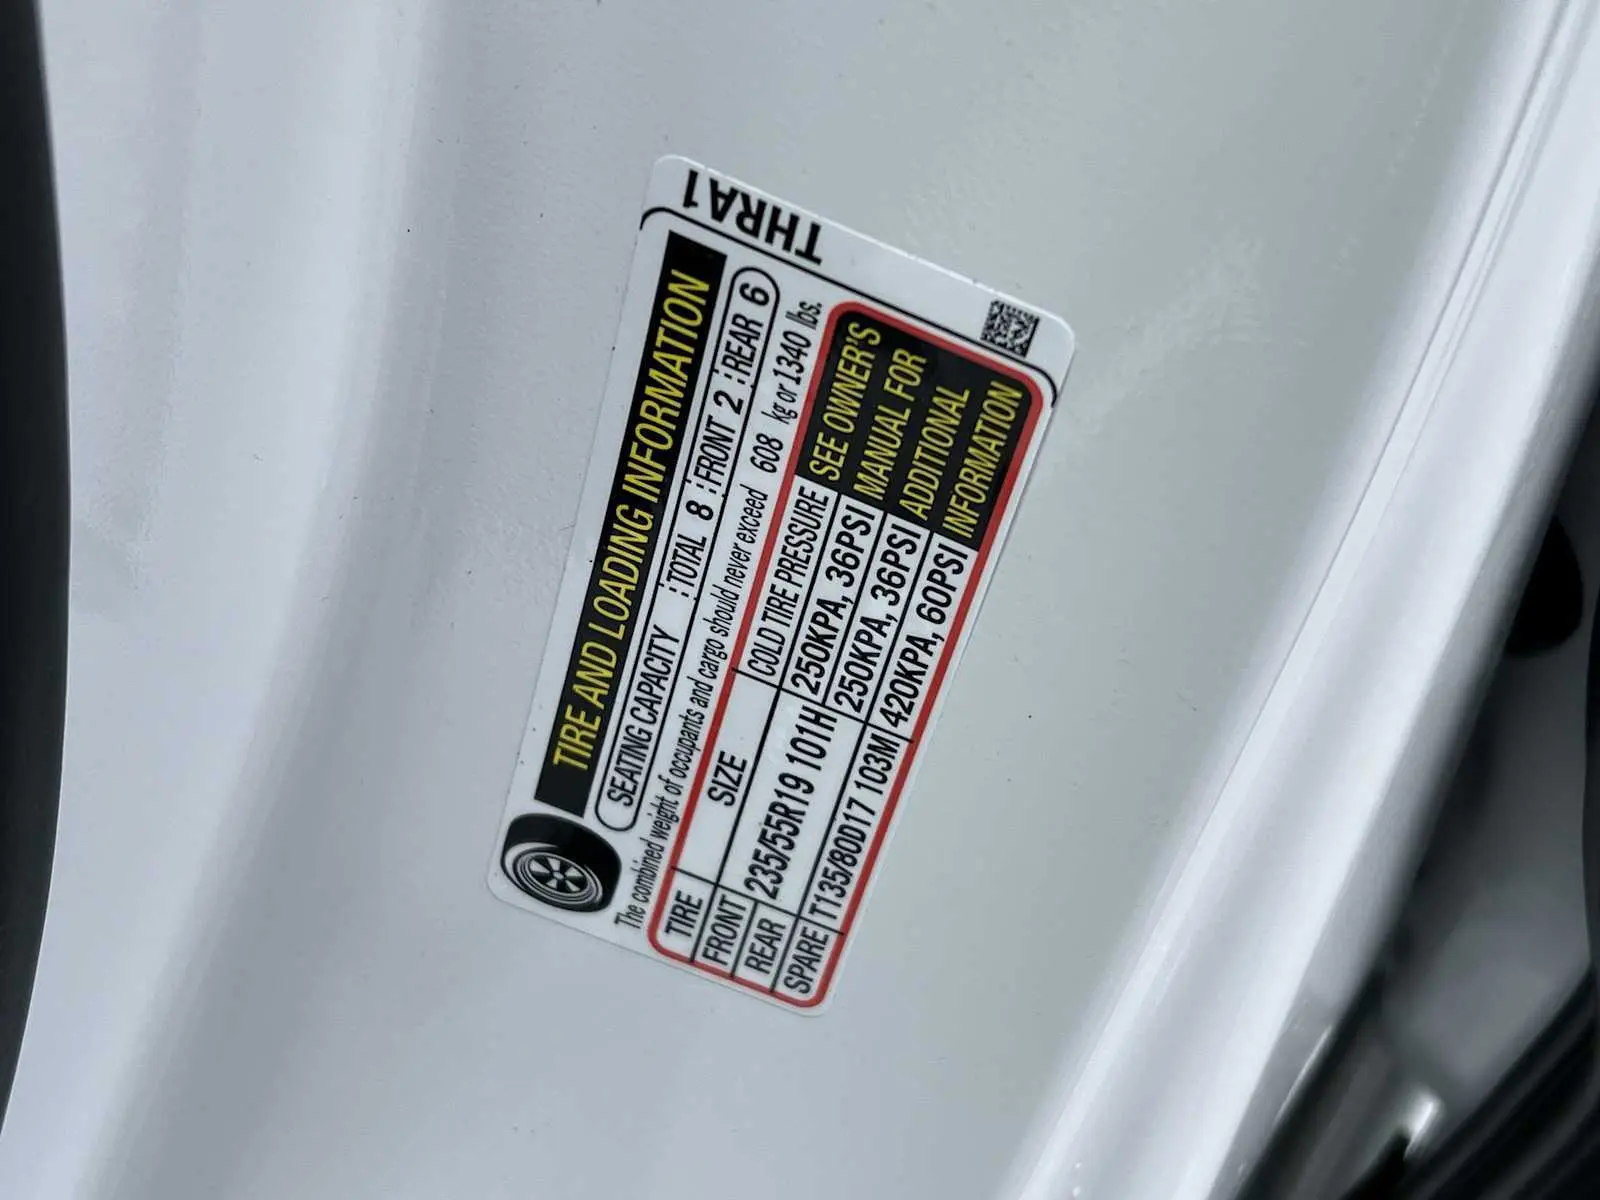 THRA1
TIRE AND LOADING INFORMATION
SEATING CAPACITY TOTAL 8 FRONT 2 REAR 6
The combined weight of occupants and cargo should never exceed 608 kg or 1340 lbs.
TIRE SIZE COLD TIRE PRESSURE
FRONT 235/55R19 101H 250KPA, 36PSI
REAR 250KPA, 36PSI
SPARE T135/80D17 103M 420KPA, 60PSI
SEE OWNER'S
MANUAL FOR
ADDITIONAL
INFORMATION